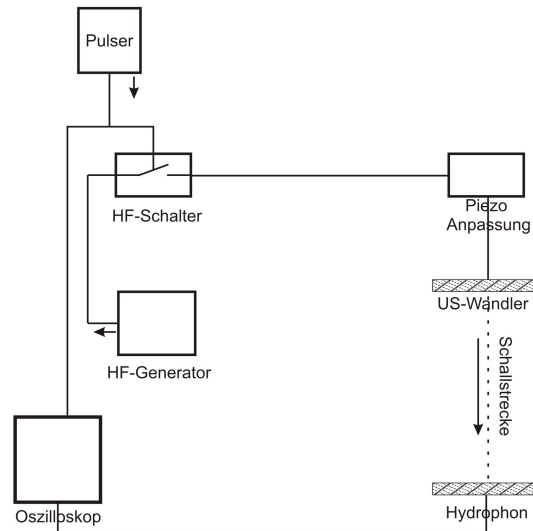 Pulser
HF-Schalter
Piezo
Anpassung
US-Wandler
HF-Generator
Schallstrecke
Oszilloskop
Hydrophon